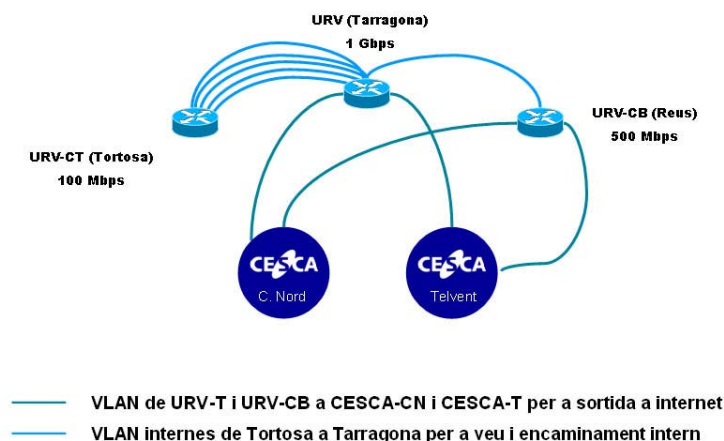 URV (Tarragona)
1 Gbps
URV-CT (Tortosa)
100 Mbps
URV-CB (Reus)
500 Mbps
CESCA
C. Nord
CESCA
Telvent
VLAN de URV-T i URV-CB a CESCA-CN i CESCA-T per a sortida a internet
VLAN internes de Tortosa a Tarragona per a veu i encaminament intern